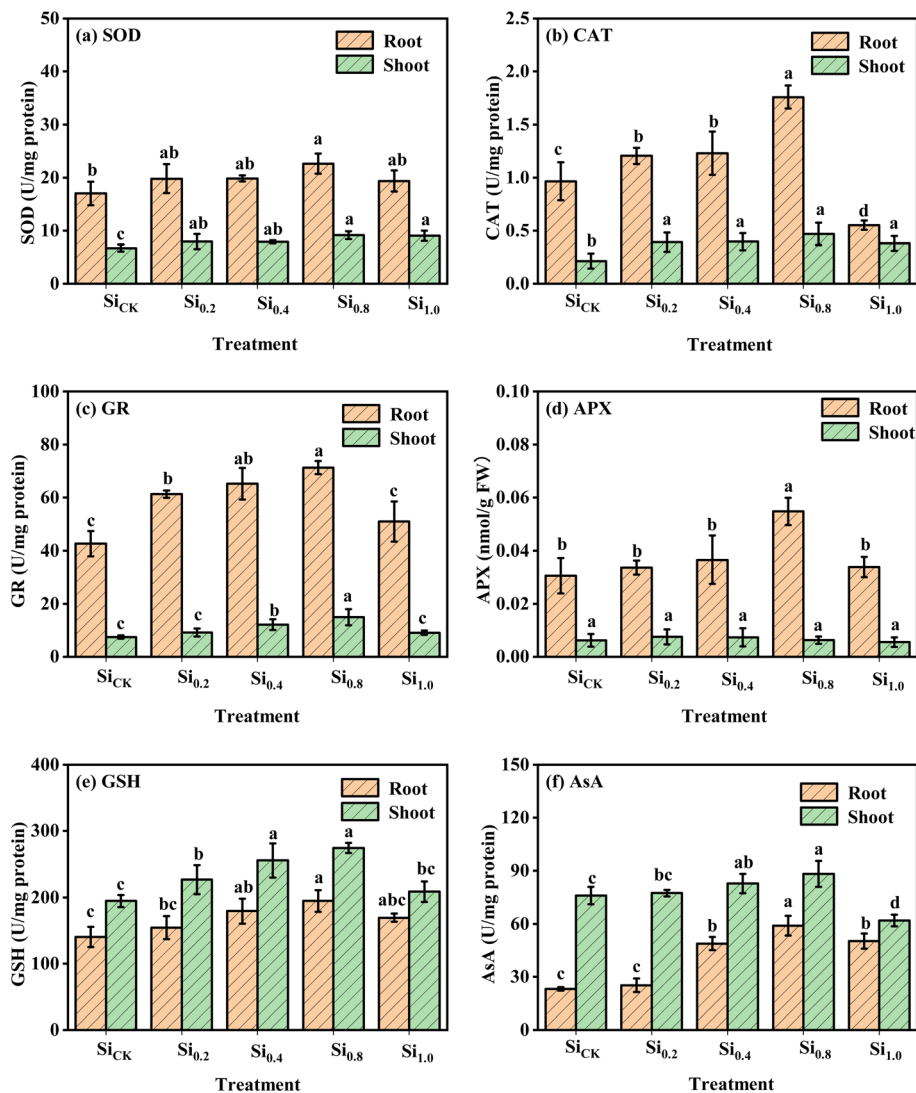 (a) SOD
Root
Shoot
SOD (U/mg protein)
50
40
30
20
10
0
b
c
ab
ab
ab
ab
a
a
ab
a
SiCK
Si0.2
Si0.4
Si0.8
Si1.0
Treatment
(b) CAT
Root
Shoot
CAT (U/mg protein)
2.5
2.0
1.5
1.0
0.5
0.0
c
b
b
a
b
a
a
a
d
a
SiCK
Si0.2
Si0.4
Si0.8
Si1.0
Treatment
(c) GR
Root
Shoot
GR (U/mg protein)
100
80
60
40
20
0
c
c
b
c
ab
b
a
a
c
c
SiCK
Si0.2
Si0.4
Si0.8
Si1.0
Treatment
(d) APX
Root
Shoot
APX (nmol/g FW)
0.10
0.08
0.06
0.04
0.02
0.00
b
a
b
a
b
a
a
a
b
a
SiCK
Si0.2
Si0.4
Si0.8
Si1.0
Treatment
(e) GSH
Root
Shoot
GSH (U/mg protein)
400
300
200
100
0
c
c
bc
b
ab
a
a
a
abc
bc
SiCK
Si0.2
Si0.4
Si0.8
Si1.0
Treatment
(f) AsA
Root
Shoot
AsA (U/mg protein)
150
120
90
60
30
0
c
c
c
bc
b
ab
a
a
b
d
SiCK
Si0.2
Si0.4
Si0.8
Si1.0
Treatment